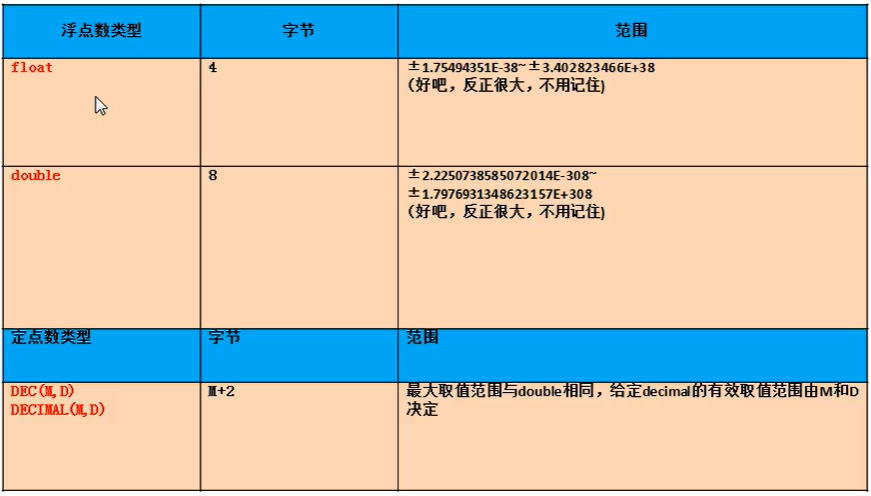 浮点数类型 字节 范围
float 4 ±1.75494351E-38~±3.402823466E+38
(好吧，反正很大，不用记住)
double 8 ±2.2250738585072014E-308~
±1.7976931348623157E+308
(好吧，反正很大，不用记住)
定点数类型 字节 范围
DEC(M,D) M+2 最大取值范围与double相同，给定decimal的有效取值范围由M和D
DECIMAL(M,D) 决定